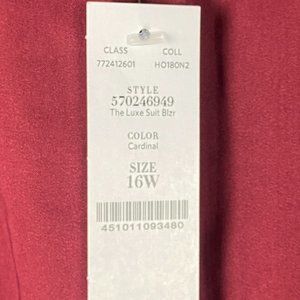 CLASS COLL
772412601 HO180N2
STYLE
570246949
The Luxe Suit Blzr
COLOR
Cardinal
SIZE
16W
451011093480